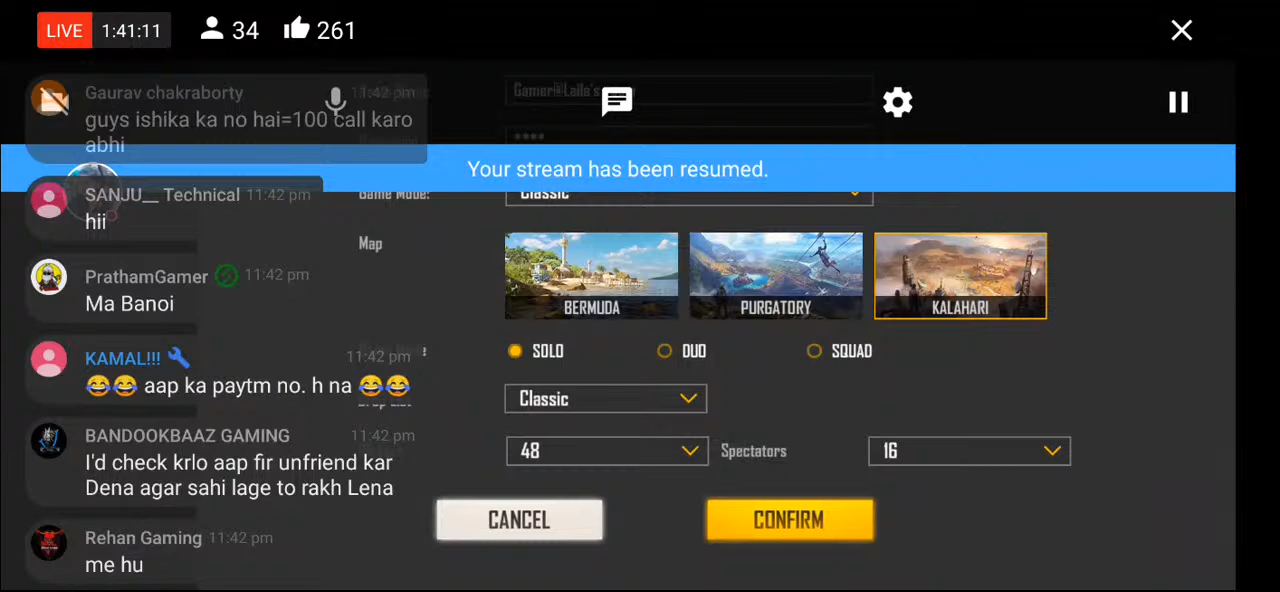 LIVE 1:41:11 34 261
Gaurav chakraborty 11:42 pm
guys ishika ka no hai=100 call karo
abhi
Your stream has been resumed.
SANJU__ Technical 11:42 pm
hii
PrathamGamer 11:42 pm
Ma Banoi
KAMAL!!! 11:42 pm
😂😂 aap ka paytm no. h na 😂😂
BANDOOKBAAZ GAMING 11:42 pm
I'd check krlo aap fir unfriend kar
Dena agar sahi lage to rakh Lena
Rehan Gaming 11:42 pm
me hu
****
Game Mode: Classic
Map
BERMUDA PURGATORY KALAHARI
SOLO DUO SQUAD
Classic
48 Spectators 16
CANCEL CONFIRM